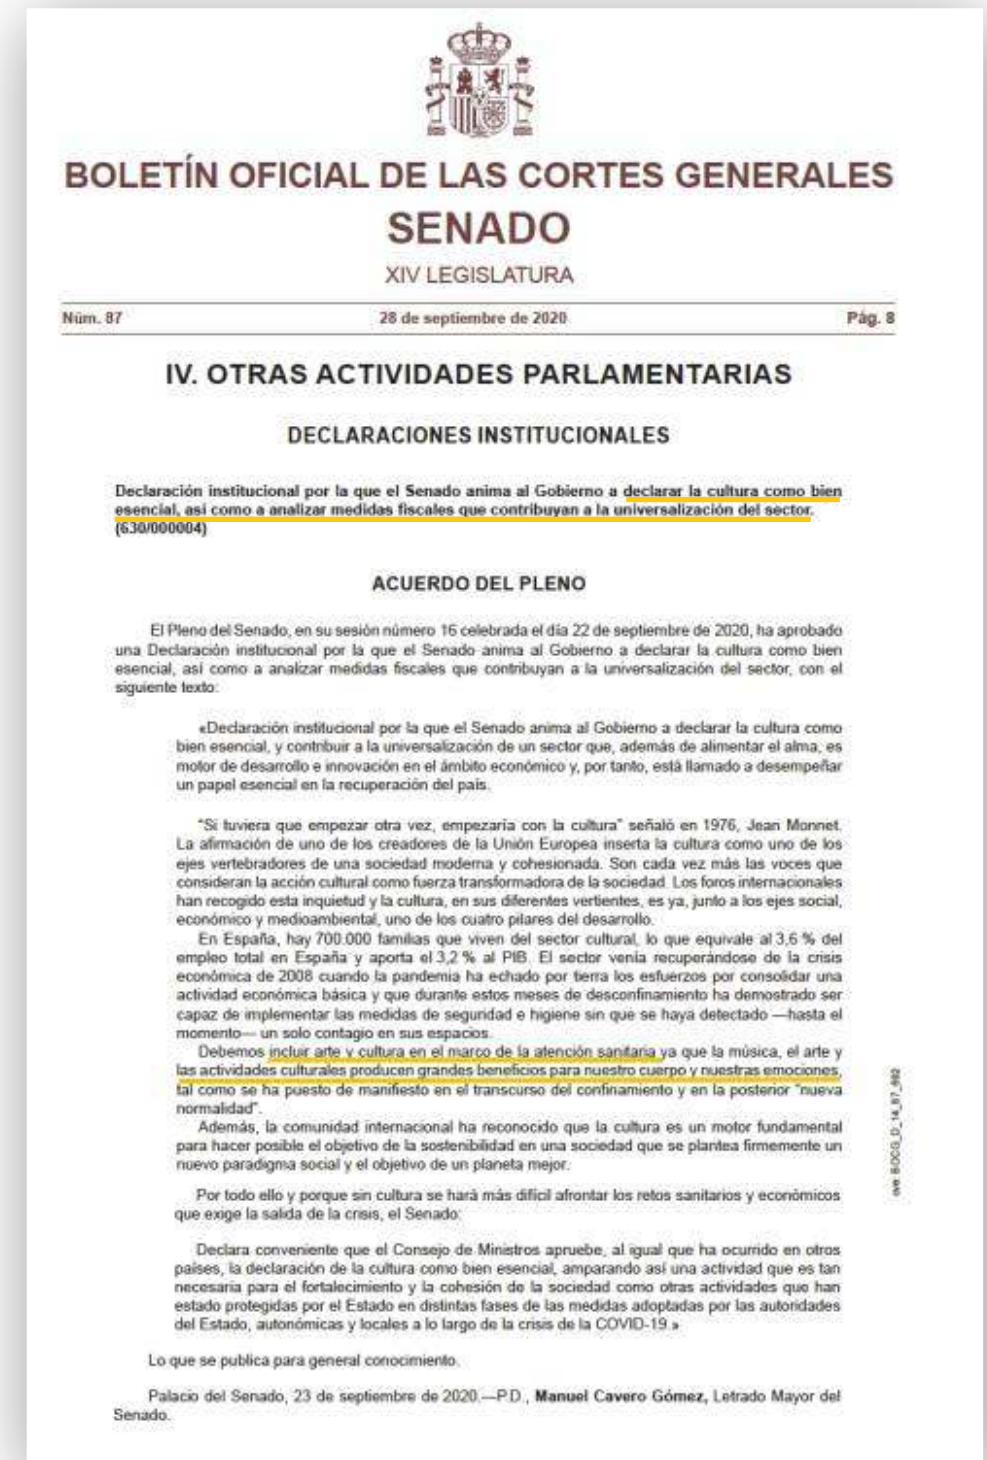 BOLETÍN OFICIAL DE LAS CORTES GENERALES
SENADO
XIV LEGISLATURA
Núm. 87 28 de septiembre de 2020 Pág. 8
IV. OTRAS ACTIVIDADES PARLAMENTARIAS
DECLARACIONES INSTITUCIONALES
Declaración institucional por la que el Senado anima al Gobierno a declarar la cultura como bien
esencial, así como a analizar medidas fiscales que contribuyan a la universalización del sector.
(630/000004)
ACUERDO DEL PLENO
El Pleno del Senado, en su sesión número 16 celebrada el día 22 de septiembre de 2020, ha aprobado
una Declaración institucional por la que el Senado anima al Gobierno a declarar la cultura como bien
esencial, así como a analizar medidas fiscales que contribuyan a la universalización del sector, con el
siguiente texto:
«Declaración institucional por la que el Senado anima al Gobierno a declarar la cultura como
bien esencial, y contribuir a la universalización de un sector que, además de alimentar el alma, es
motor de desarrollo e innovación en el ámbito económico y, por tanto, está llamado a desempeñar
un papel esencial en la recuperación del país.
“Si tuviera que empezar otra vez, empezaría con la cultura” señaló en 1976, Jean Monnet.
La afirmación de uno de los creadores de la Unión Europea inserta la cultura como uno de los
ejes vertebradores de una sociedad moderna y cohesionada. Son cada vez más las voces que
consideran la acción cultural como fuerza transformadora de la sociedad. Los foros internacionales
han recogido esta inquietud y la cultura, en sus diferentes vertientes, es ya, junto a los ejes social,
económico y medioambiental, uno de los cuatro pilares del desarrollo.
En España, hay 700.000 familias que viven del sector cultural, lo que equivale al 3,6 % del
empleo total en España y aporta el 3,2 % al PIB. El sector venía recuperándose de la crisis
económica de 2008 cuando la pandemia ha echado por tierra los esfuerzos por consolidar una
actividad económica básica y que durante estos meses de desconfinamiento ha demostrado ser
capaz de implementar las medidas de seguridad e higiene sin que se haya detectado —hasta el
momento— un solo contagio en sus espacios.
Debemos incluir arte y cultura en el marco de la atención sanitaria ya que la música, el arte y
las actividades culturales producen grandes beneficios para nuestro cuerpo y nuestras emociones,
tal como se ha puesto de manifiesto en el transcurso del confinamiento y en la posterior “nueva
normalidad”.
Además, la comunidad internacional ha reconocido que la cultura es un motor fundamental
para hacer posible el objetivo de la sostenibilidad en una sociedad que se plantea firmemente un
nuevo paradigma social y el objetivo de un planeta mejor.
Por todo ello y porque sin cultura se hará más difícil afrontar los retos sanitarios y económicos
que exige la salida de la crisis, el Senado:
Declara conveniente que el Consejo de Ministros apruebe, al igual que ha ocurrido en otros
países, la declaración de la cultura como bien esencial, amparando así una actividad que es tan
necesaria para el fortalecimiento y la cohesión de la sociedad como otras actividades que han
estado protegidas por el Estado en distintas fases de las medidas adoptadas por las autoridades
del Estado, autonómicas y locales a lo largo de la crisis de la COVID-19.»
Lo que se publica para general conocimiento.
Palacio del Senado, 23 de septiembre de 2020.—P.D., Manuel Cavero Gómez, Letrado Mayor del
Senado.
cve: BOCG_D_14_87_692